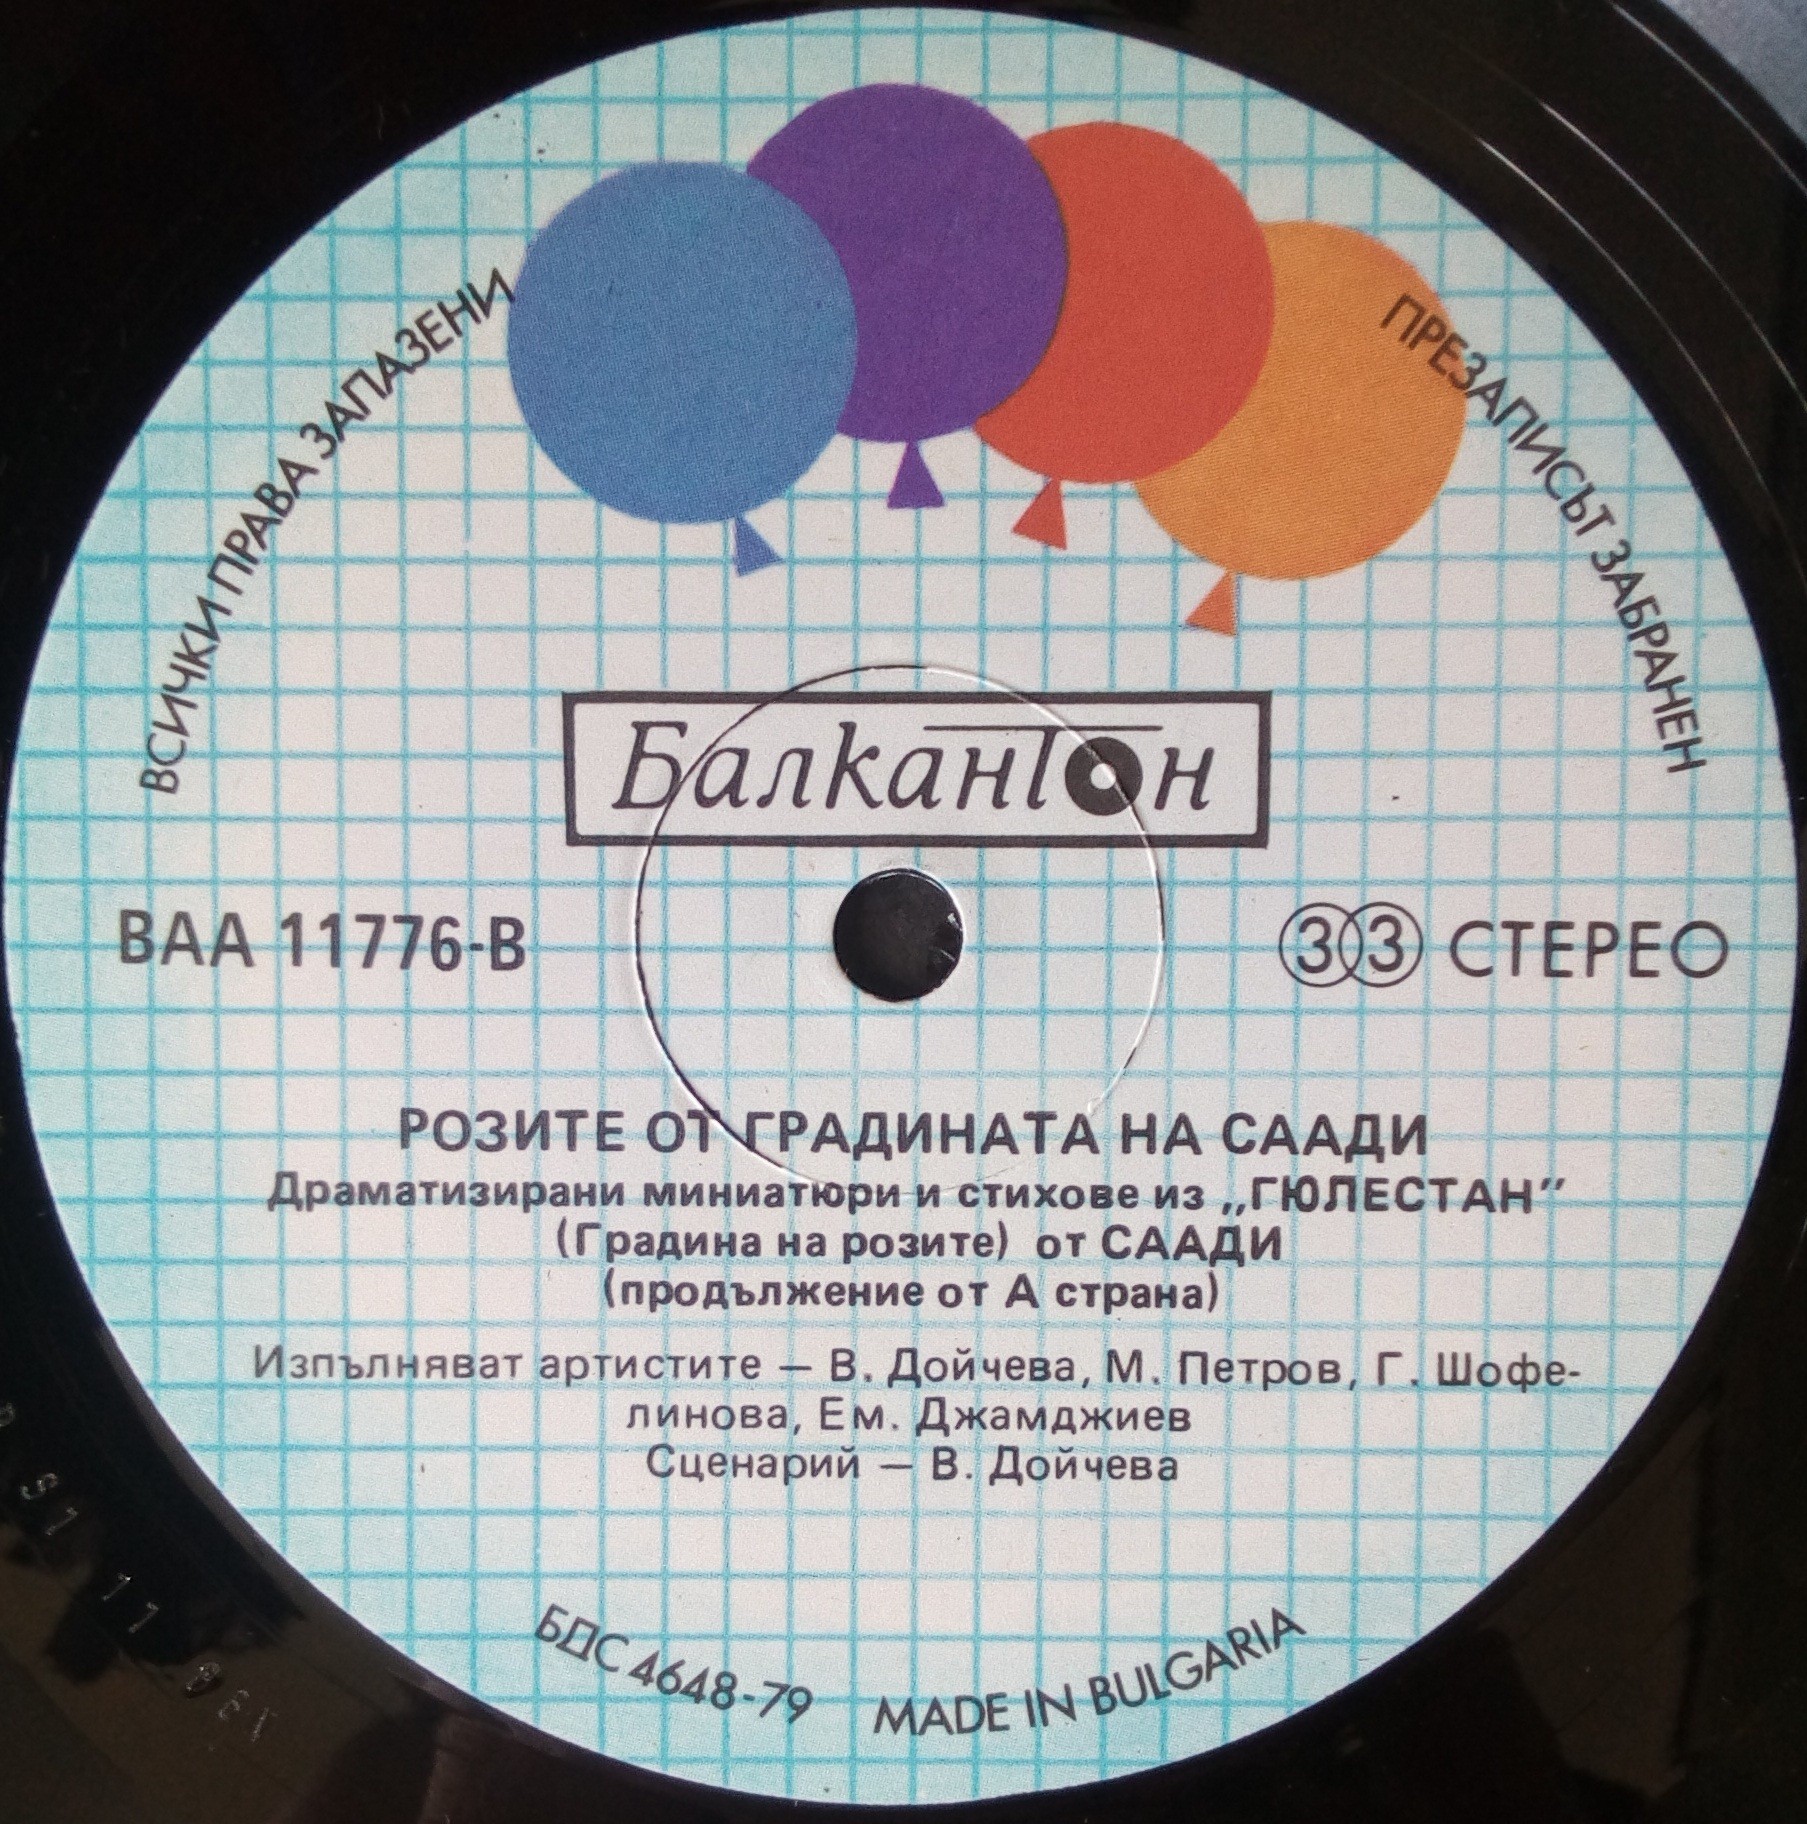 ВСИЧКИ ПРАВА ЗАПАЗЕНИ
ПРЕЗАПИСЪТ ЗАБРАНЕН
Балкантон
ВАА 11776-В
33 СТЕРЕО
РОЗИТЕ ОТ ГРАДИНАТА НА СААДИ
Драматизирани миниатюри и стихове из „ГЮЛЕСТАН”
(Градина на розите) от СААДИ
(продължение от А страна)
Изпълняват артистите — В. Дойчева, М. Петров, Г. Шофе-
линова, Ем. Джамджиев
Сценарий — В. Дойчева
БДС 4648-79
MADE IN BULGARIA